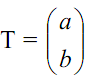 T = (a
b)